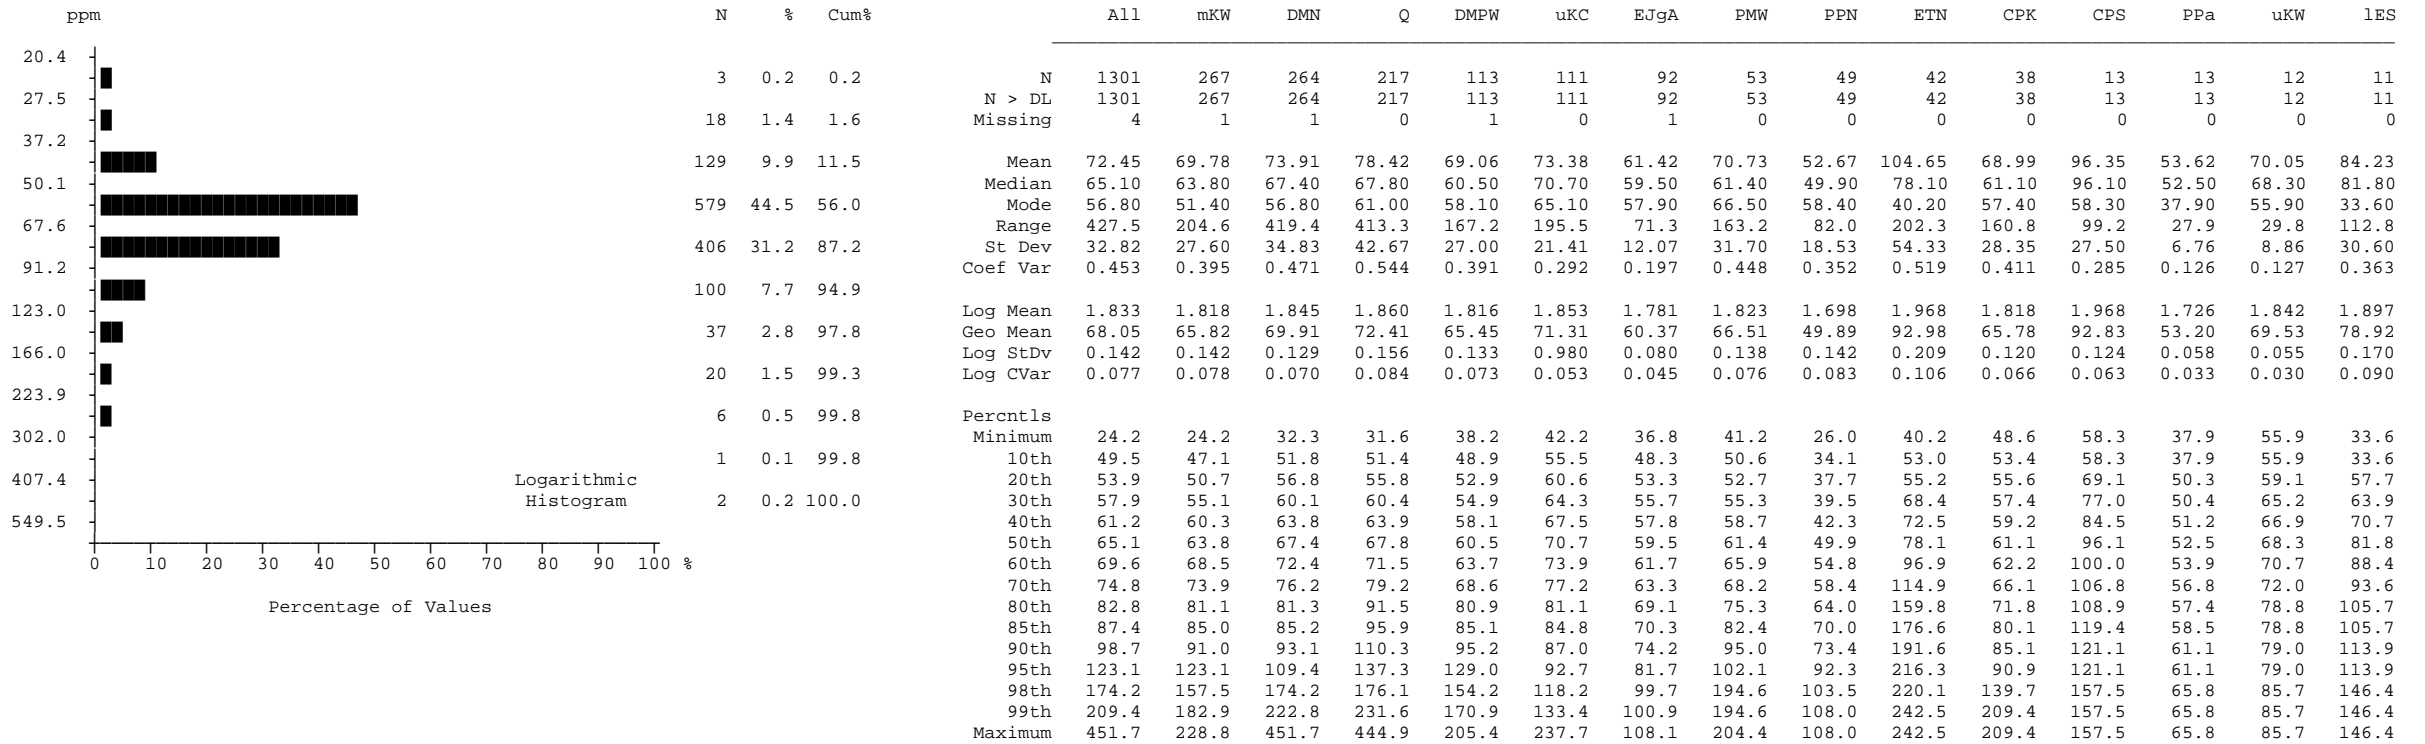 ppm N % Cum% All mKW DMN Q DMPW uKC EJgA PMW PPN ETN CPK CPS PPa uKW lES
20.4
3 0.2 0.2 N 1301 267 264 217 113 111 92 53 49 42 38 13 13 12 11
27.5 N > DL 1301 267 264 217 113 111 92 53 49 42 38 13 13 12 11
18 1.4 1.6 Missing 4 1 1 0 1 0 1 0 0 0 0 0 0 0 0
37.2
129 9.9 11.5 Mean 72.45 69.78 73.91 78.42 69.06 73.38 61.42 70.73 52.67 104.65 68.99 96.35 53.62 70.05 84.23
50.1 Median 65.10 63.80 67.40 67.80 60.50 70.70 59.50 61.40 49.90 78.10 61.10 96.10 52.50 68.30 81.80
579 44.5 56.0 Mode 56.80 51.40 56.80 61.00 58.10 65.10 57.90 66.50 58.40 40.20 57.40 58.30 37.90 55.90 33.60
67.6 Range 427.5 204.6 419.4 413.3 167.2 195.5 71.3 163.2 82.0 202.3 160.8 99.2 27.9 29.8 112.8
406 31.2 87.2 St Dev 32.82 27.60 34.83 42.67 27.00 21.41 12.07 31.70 18.53 54.33 28.35 27.50 6.76 8.86 30.60
91.2 Coef Var 0.453 0.395 0.471 0.544 0.391 0.292 0.197 0.448 0.352 0.519 0.411 0.285 0.126 0.127 0.363
100 7.7 94.9
123.0 Log Mean 1.833 1.818 1.845 1.860 1.816 1.853 1.781 1.823 1.698 1.968 1.818 1.968 1.726 1.842 1.897
37 2.8 97.8 Geo Mean 68.05 65.82 69.91 72.41 65.45 71.31 60.37 66.51 49.89 92.98 65.78 92.83 53.20 69.53 78.92
166.0 Log StDv 0.142 0.142 0.129 0.156 0.133 0.980 0.080 0.138 0.142 0.209 0.120 0.124 0.058 0.055 0.170
20 1.5 99.3 Log CVar 0.077 0.078 0.070 0.084 0.073 0.053 0.045 0.076 0.083 0.106 0.066 0.063 0.033 0.030 0.090
223.9
6 0.5 99.8 Percntls
302.0 Minimum 24.2 24.2 32.3 31.6 38.2 42.2 36.8 41.2 26.0 40.2 48.6 58.3 37.9 55.9 33.6
1 0.1 99.8 10th 49.5 47.1 51.8 51.4 48.9 55.5 48.3 50.6 34.1 53.0 53.4 58.3 37.9 55.9 33.6
407.4 Logarithmic 20th 53.9 50.7 56.8 55.8 52.9 60.6 53.3 52.7 37.7 55.2 55.6 69.1 50.3 59.1 57.7
Histogram 2 0.2 100.0 30th 57.9 55.1 60.1 60.4 54.9 64.3 55.7 55.3 39.5 68.4 57.4 77.0 50.4 65.2 63.9
549.5 40th 61.2 60.3 63.8 63.9 58.1 67.5 57.8 58.7 42.3 72.5 59.2 84.5 51.2 66.9 70.7
50th 65.1 63.8 67.4 67.8 60.5 70.7 59.5 61.4 49.9 78.1 61.1 96.1 52.5 68.3 81.8
0 10 20 30 40 50 60 70 80 90 100 % 60th 69.6 68.5 72.4 71.5 63.7 73.9 61.7 65.9 54.8 96.9 62.2 100.0 53.9 70.7 88.4
70th 74.8 73.9 76.2 79.2 68.6 77.2 63.3 68.2 58.4 114.9 66.1 106.8 56.8 72.0 93.6
Percentage of Values 80th 82.8 81.1 81.3 91.5 80.9 81.1 69.1 75.3 64.0 159.8 71.8 108.9 57.4 78.8 105.7
85th 87.4 85.0 85.2 95.9 85.1 84.8 70.3 82.4 70.0 176.6 80.1 119.4 58.5 78.8 105.7
90th 98.7 91.0 93.1 110.3 95.2 87.0 74.2 95.0 73.4 191.6 85.1 121.1 61.1 79.0 113.9
95th 123.1 123.1 109.4 137.3 129.0 92.7 81.7 102.1 92.3 216.3 90.9 121.1 61.1 79.0 113.9
98th 174.2 157.5 174.2 176.1 154.2 118.2 99.7 194.6 103.5 220.1 139.7 157.5 65.8 85.7 146.4
99th 209.4 182.9 222.8 231.6 170.9 133.4 100.9 194.6 108.0 242.5 209.4 157.5 65.8 85.7 146.4
Maximum 451.7 228.8 451.7 444.9 205.4 237.7 108.1 204.4 108.0 242.5 209.4 157.5 65.8 85.7 146.4